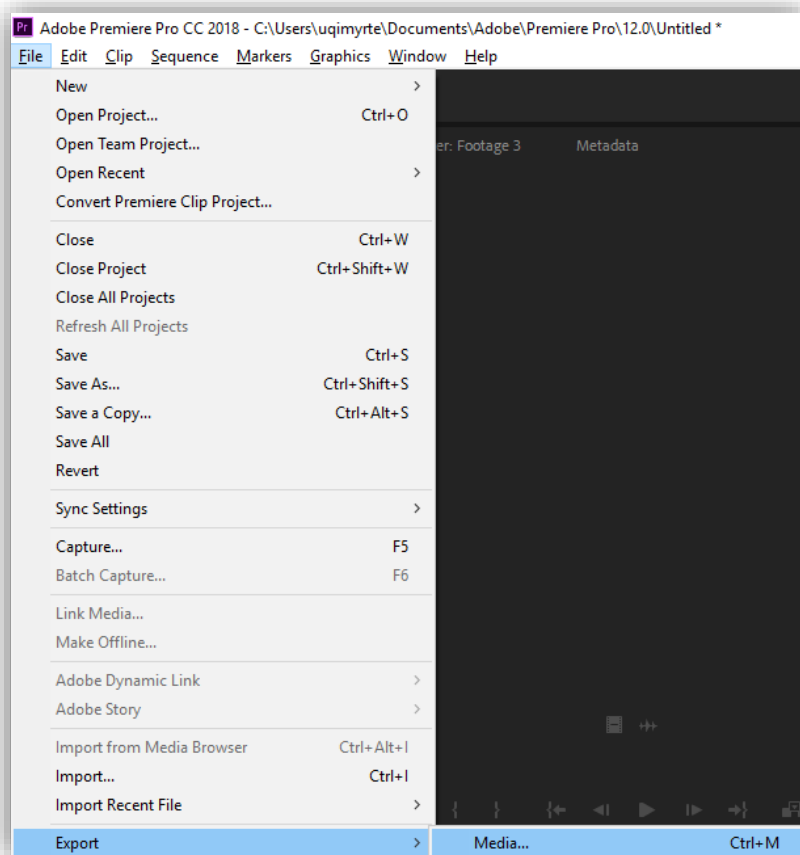 Pr Adobe Premiere Pro CC 2018 - C:\Users\uqimyrte\Documents\Adobe\Premiere Pro\12.0\Untitled *
File Edit Clip Sequence Markers Graphics Window Help
New
Open Project... Ctrl+O
Open Team Project...
er: Footage 3 Metadata
Open Recent
Convert Premiere Clip Project...
Close Ctrl+W
Close Project Ctrl+Shift+W
Close All Projects
Refresh All Projects
Save Ctrl+S
Save As... Ctrl+Shift+S
Save a Copy... Ctrl+Alt+S
Save All
Revert
Sync Settings
Capture... F5
Batch Capture... F6
Link Media...
Make Offline...
Adobe Dynamic Link
Adobe Story
Import from Media Browser Ctrl+Alt+I
Import... Ctrl+I
Import Recent File
Export
Media... Ctrl+M